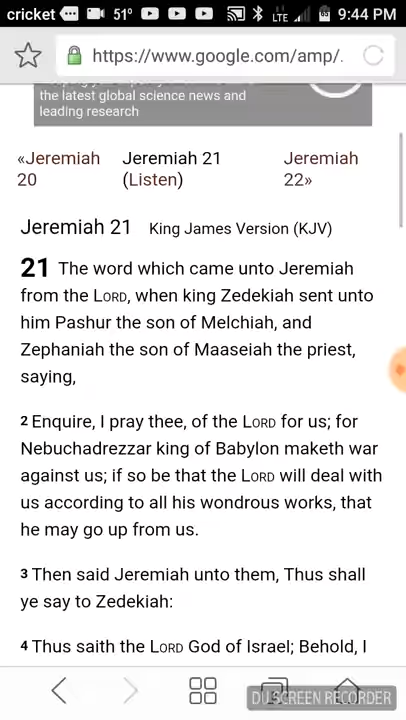 cricket 51° LTE 9:44 PM
https://www.google.com/amp/.
the latest global science news and
leading research
«Jeremiah 20
Jeremiah 21 (Listen)
Jeremiah 22»
Jeremiah 21 King James Version (KJV)
21 The word which came unto Jeremiah
from the LORD, when king Zedekiah sent unto
him Pashur the son of Melchiah, and
Zephaniah the son of Maaseiah the priest,
saying,
2 Enquire, I pray thee, of the LORD for us; for
Nebuchadrezzar king of Babylon maketh war
against us; if so be that the LORD will deal with
us according to all his wondrous works, that
he may go up from us.
3 Then said Jeremiah unto them, Thus shall
ye say to Zedekiah:
4 Thus saith the LORD God of Israel; Behold, I
DU SCREEN RECORDER